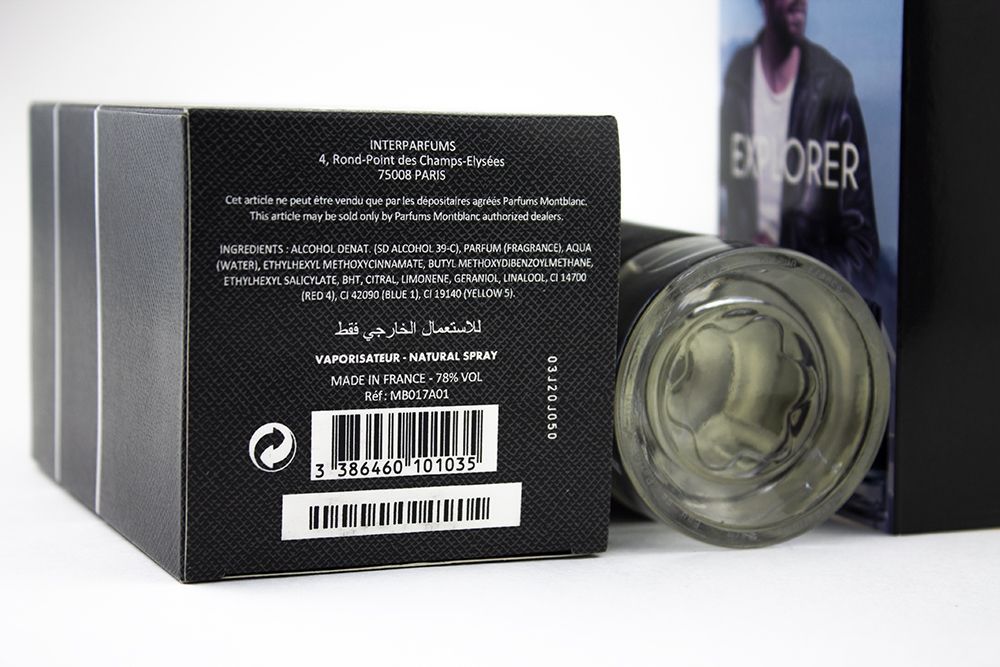 INTERPARFUMS
4, Rond-Point des Champs-Elysées
75008 PARIS
Cet article ne peut être vendu que par les dépositaires agréés Parfums Montblanc.
This article may be sold only by Parfums Montblanc authorized dealers.
INGREDIENTS : ALCOHOL DENAT. (SD ALCOHOL 39-C), PARFUM (FRAGRANCE), AQUA
(WATER), ETHYLHEXYL METHOXYCINNAMATE, BUTYL METHOXYDIBENZOYLMETHANE,
ETHYLHEXYL SALICYLATE, BHT, CITRAL, LIMONENE, GERANIOL, LINALOOL, CI 14700
(RED 4), CI 42090 (BLUE 1), CI 19140 (YELLOW 5).
للاستعمال الخارجي فقط
VAPORISATEUR - NATURAL SPRAY
MADE IN FRANCE - 78% VOL
Réf : MB017A01
3 386460 101035
03J20J050
EXPLORER